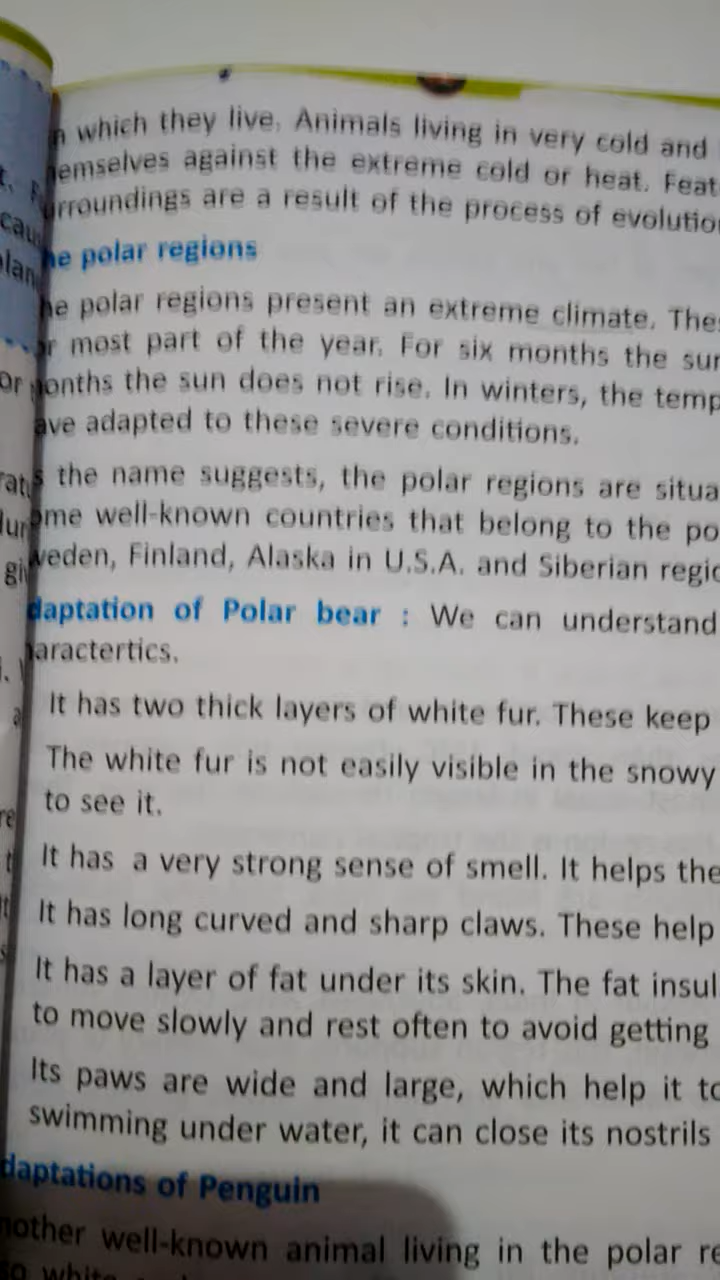 n which they live. Animals living in very cold and
emselves against the extreme cold or heat. Feat
rroundings are a result of the process of evolutio
he polar regions
he polar regions present an extreme climate. The
r most part of the year. For six months the sun
onths the sun does not rise. In winters, the temp
ave adapted to these severe conditions.
s the name suggests, the polar regions are situa
ome well-known countries that belong to the po
weden, Finland, Alaska in U.S.A. and Siberian regio
daptation of Polar bear : We can understand
haractertics.
It has two thick layers of white fur. These keep
The white fur is not easily visible in the snowy
to see it.
It has a very strong sense of smell. It helps the
It has long curved and sharp claws. These help
It has a layer of fat under its skin. The fat insul
to move slowly and rest often to avoid getting
Its paws are wide and large, which help it to
swimming under water, it can close its nostrils
daptations of Penguin
nother well-known animal living in the polar re